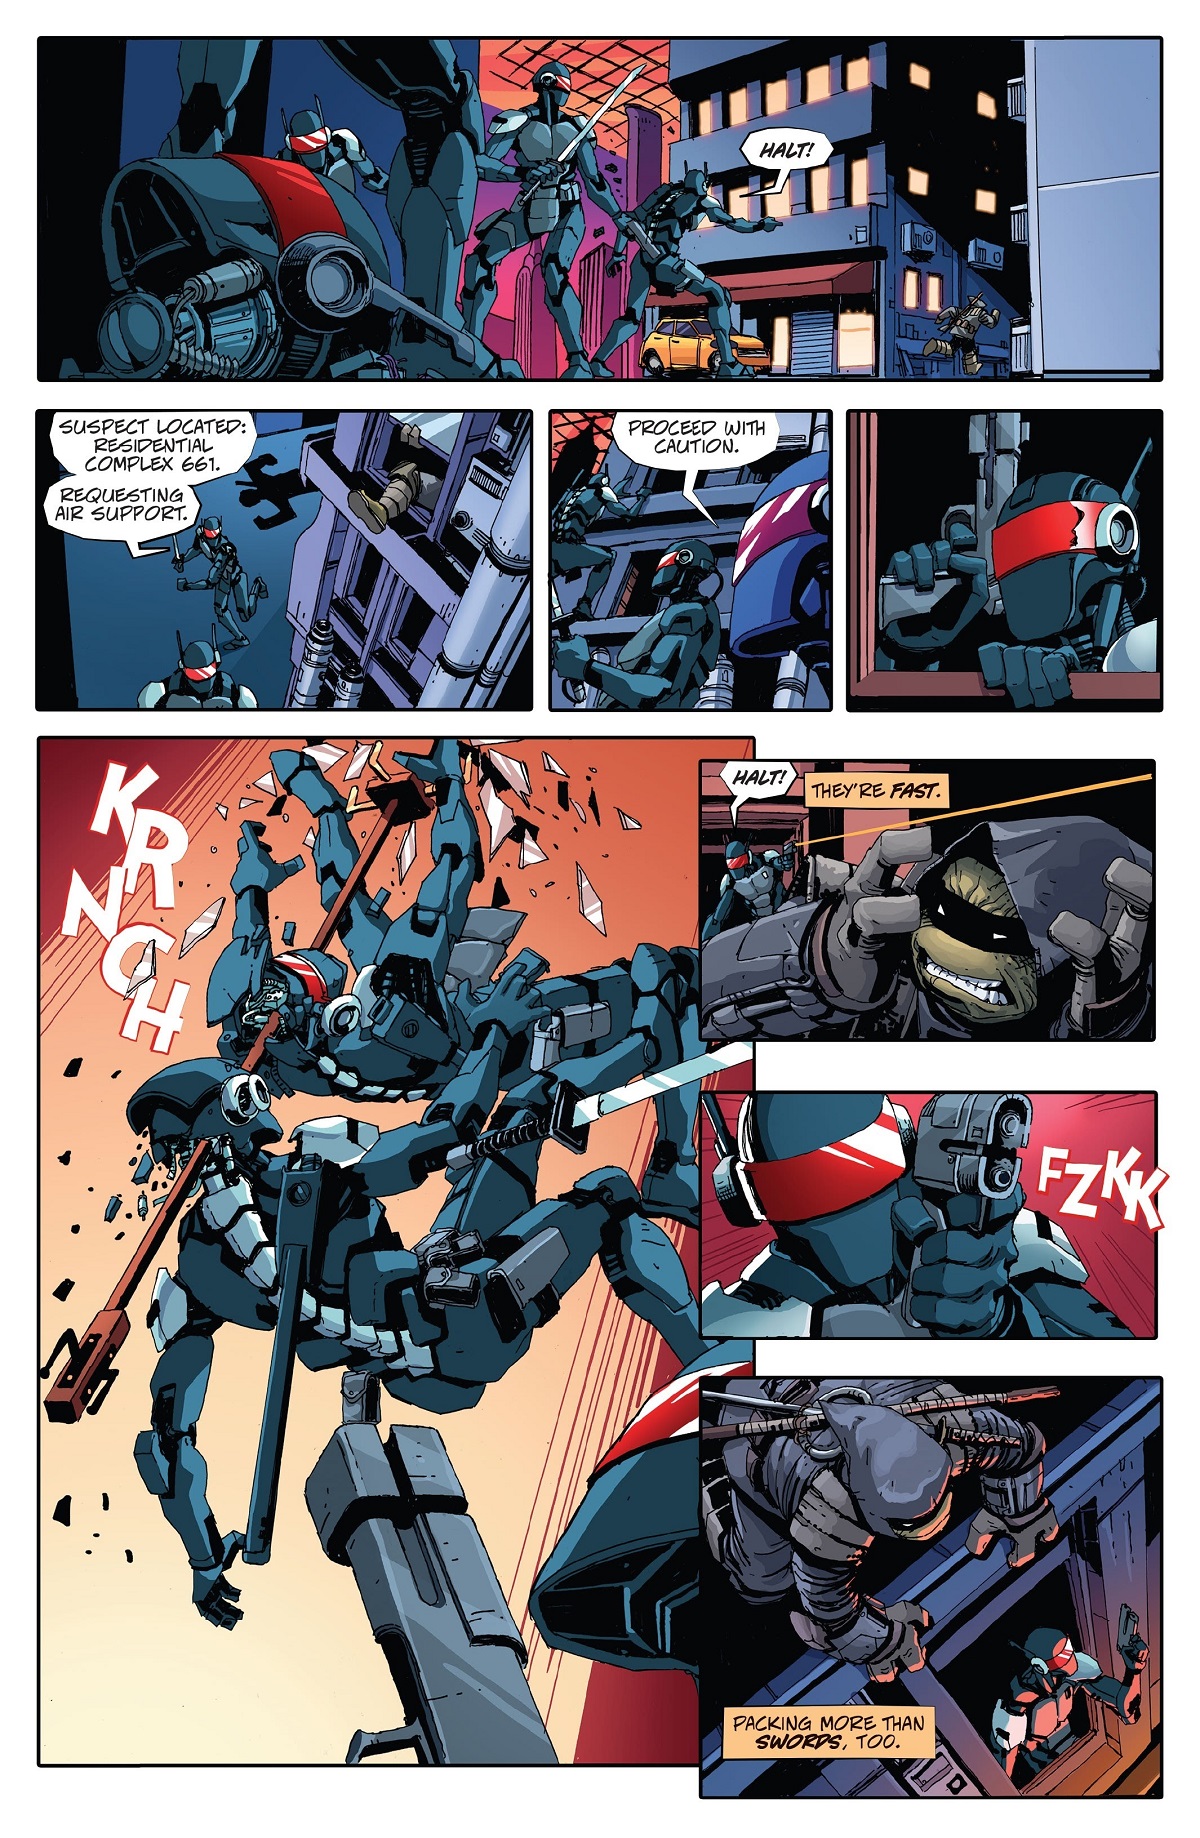 HALT!
SUSPECT LOCATED:
RESIDENTIAL
COMPLEX 661.
REQUESTING
AIR SUPPORT.
PROCEED WITH
CAUTION.
KRNCH
HALT!
THEY'RE FAST.
FZKK
PACKING MORE THAN
SWORDS, TOO.